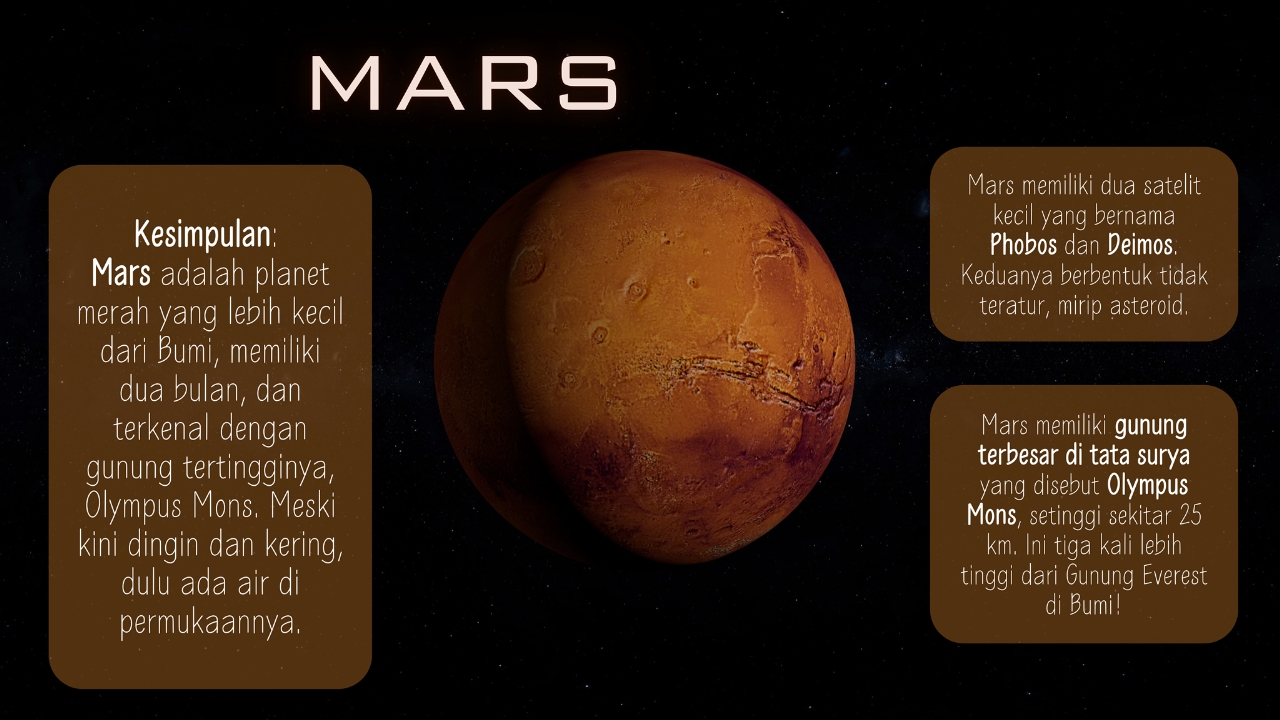 MARS
Kesimpulan:
Mars adalah planet
merah yang lebih kecil
dari Bumi, memiliki
dua bulan, dan
terkenal dengan
gunung tertingginya,
Olympus Mons. Meski
kini dingin dan kering,
dulu ada air di
permukaannya.
Mars memiliki dua satelit
kecil yang bernama
Phobos dan Deimos.
Keduanya berbentuk tidak
teratur, mirip asteroid.
Mars memiliki gunung
terbesar di tata surya
yang disebut Olympus
Mons, setinggi sekitar 25
km. Ini tiga kali lebih
tinggi dari Gunung Everest
di Bumi!